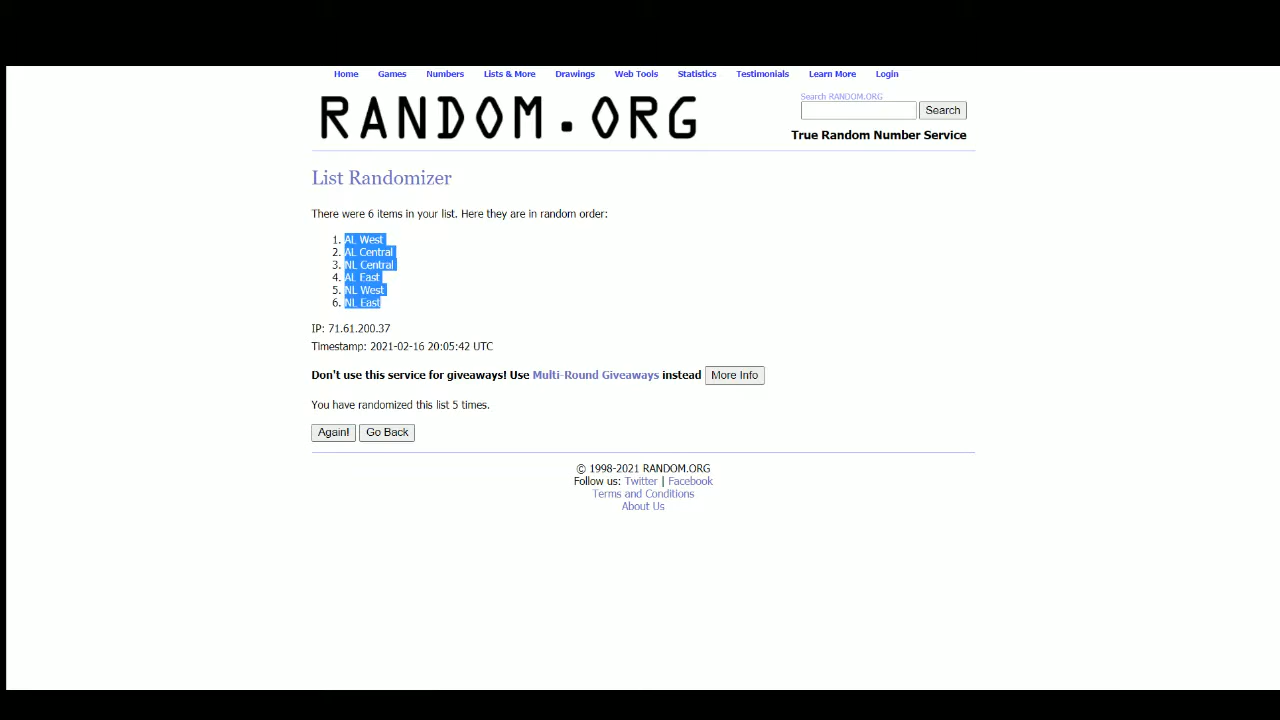 Home Games Numbers Lists & More Drawings Web Tools Statistics Testimonials Learn More Login
RANDOM.ORG
Search RANDOM.ORG
Search
True Random Number Service
List Randomizer
There were 6 items in your list. Here they are in random order:
1. AL West
2. AL Central
3. NL Central
4. AL East
5. NL West
6. NL East
IP: 71.61.200.37
Timestamp: 2021-02-16 20:05:42 UTC
Don't use this service for giveaways! Use Multi-Round Giveaways instead More Info
You have randomized this list 5 times.
Again! Go Back
© 1998-2021 RANDOM.ORG
Follow us: Twitter | Facebook
Terms and Conditions
About Us